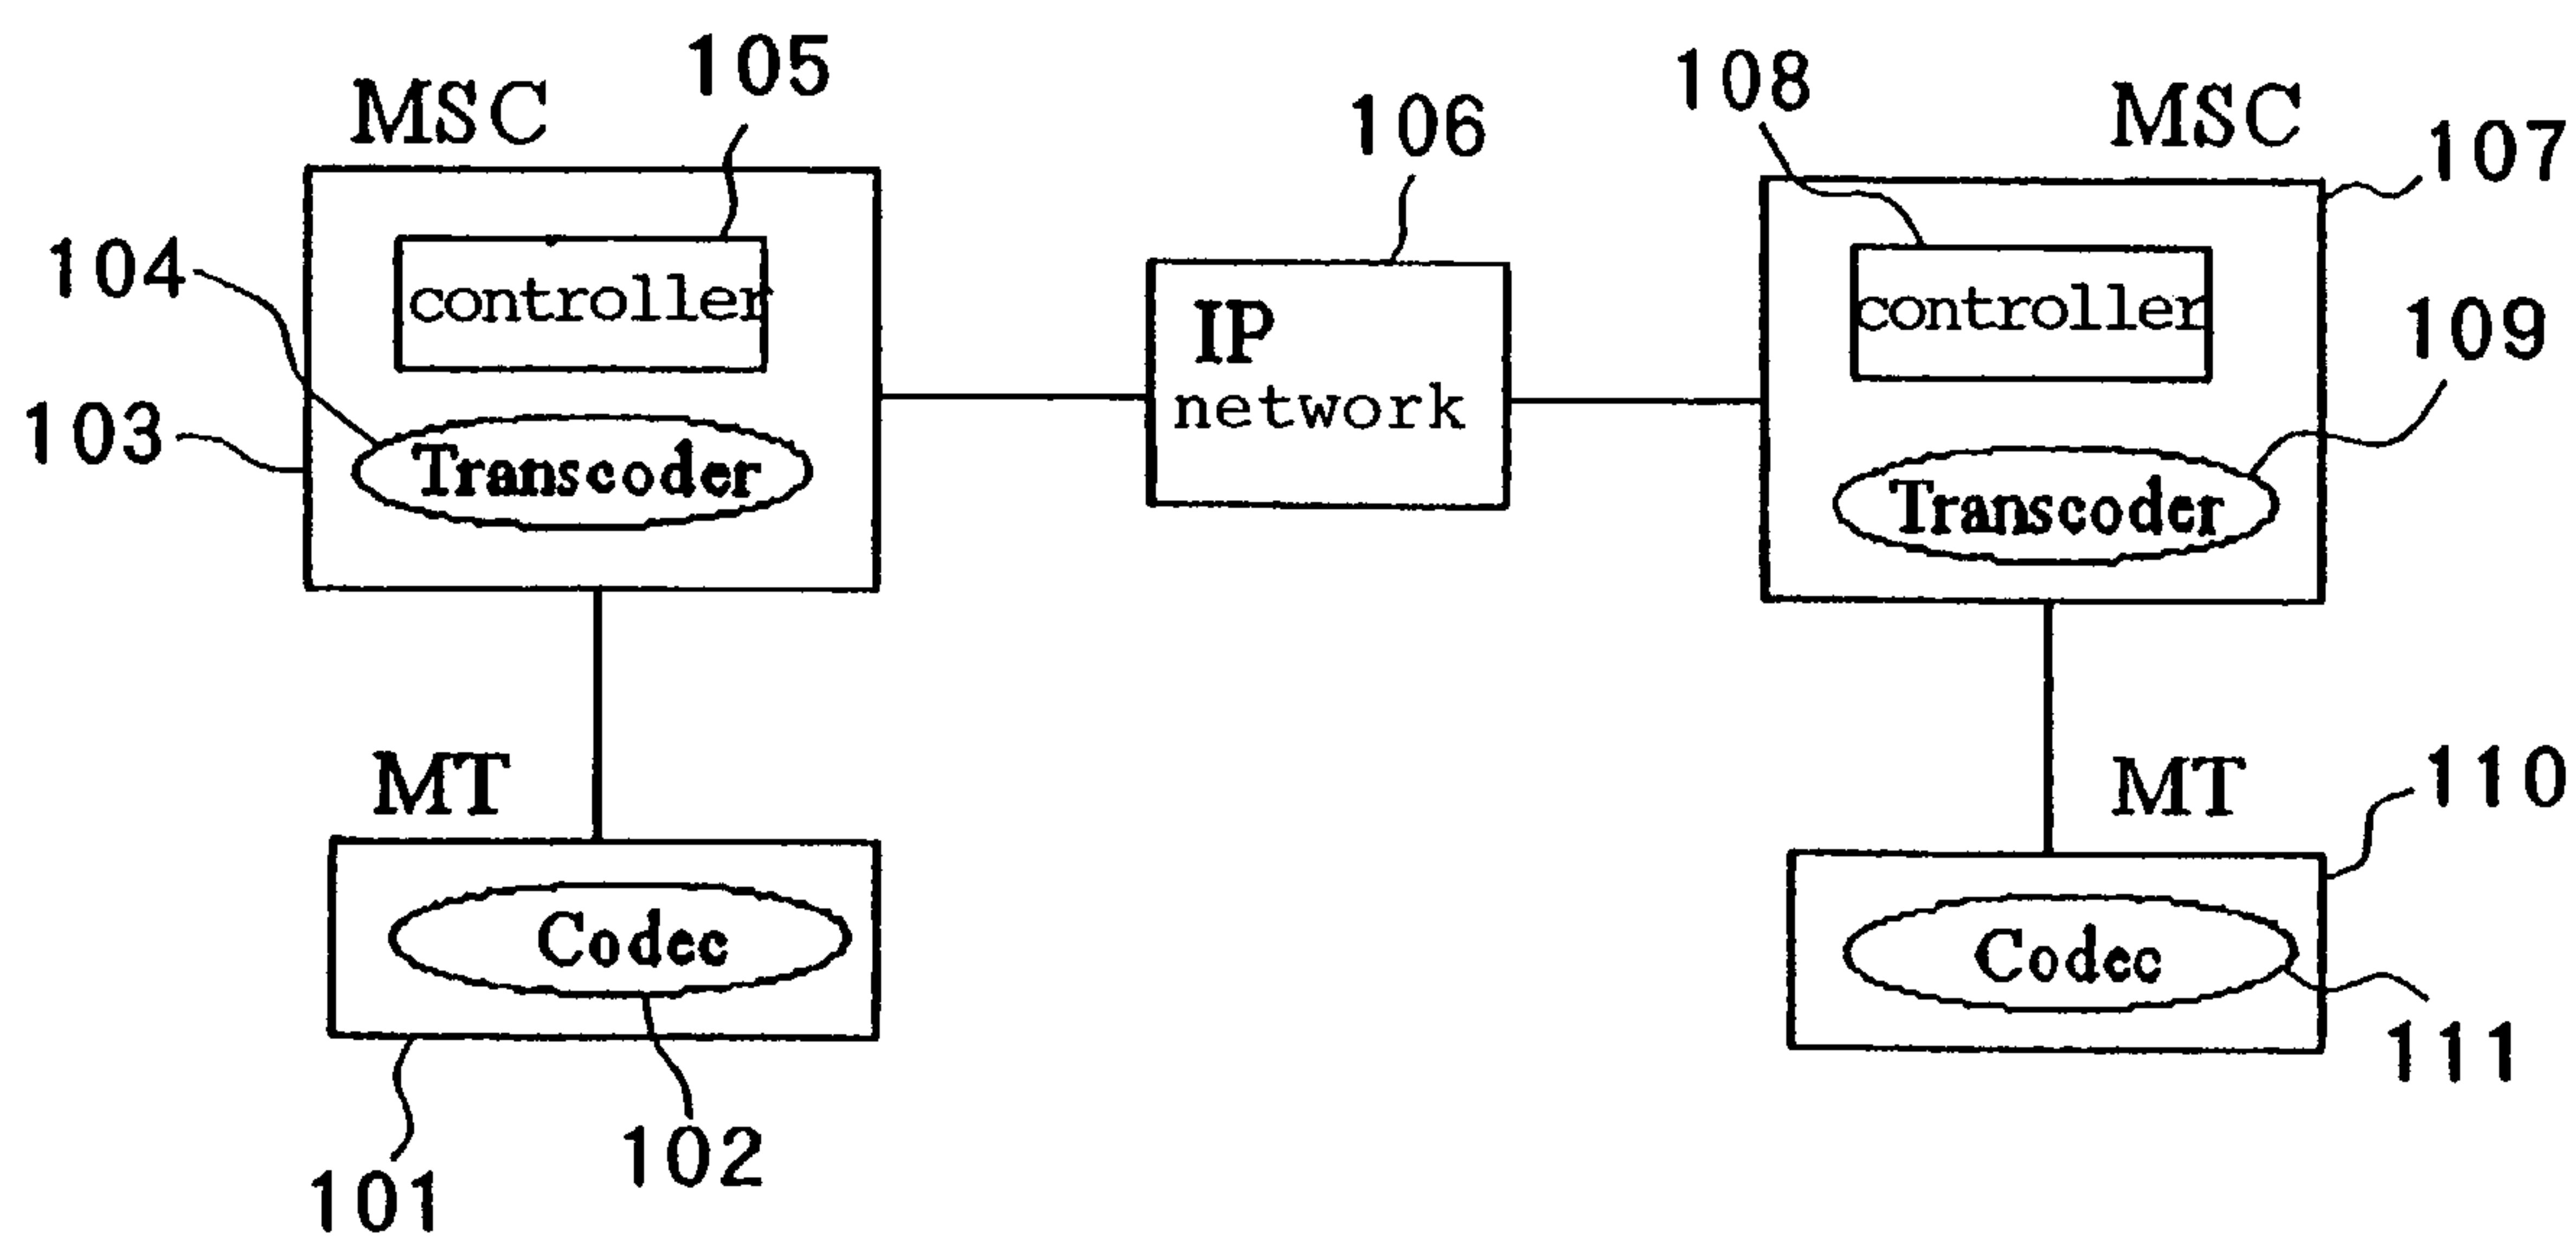 105
MSC
108
MSC
106
107
104
controller
IP
network
controller
109
103
Transcoder
Transcoder
MT
MT
110
Codec
Codec
111
102
101